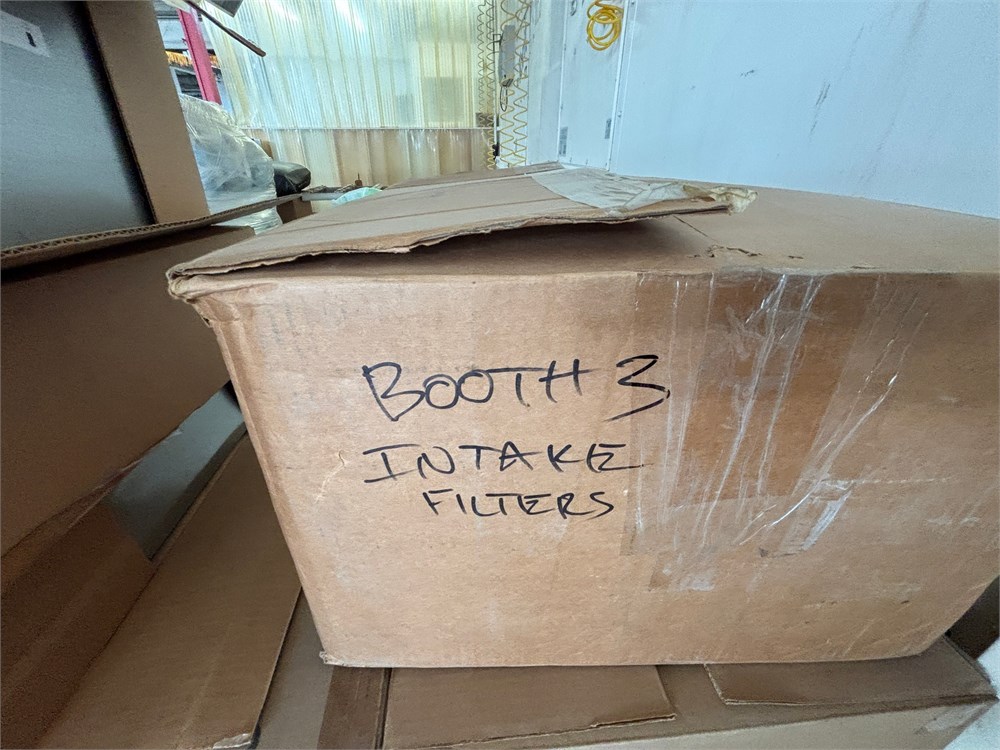 BOOTH 3
INTAKE
FILTERS